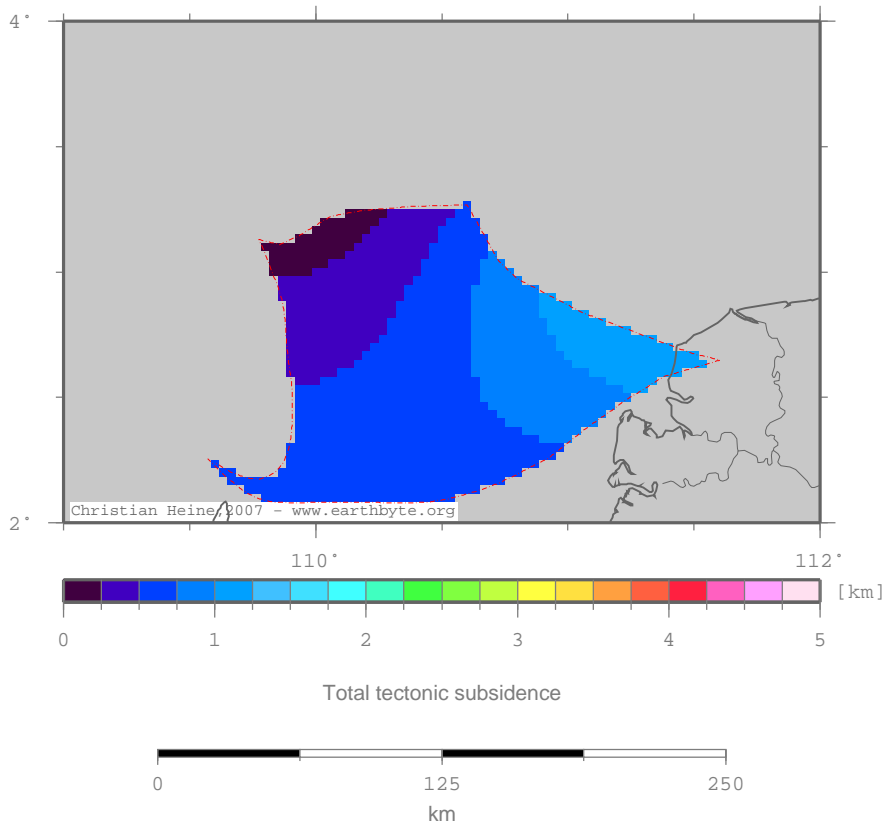 4°
2°
Christian Heine,2007 - www.earthbyte.org
110° 112°
[km]
0 1 2 3 4 5
Total tectonic subsidence
0 125 250
km